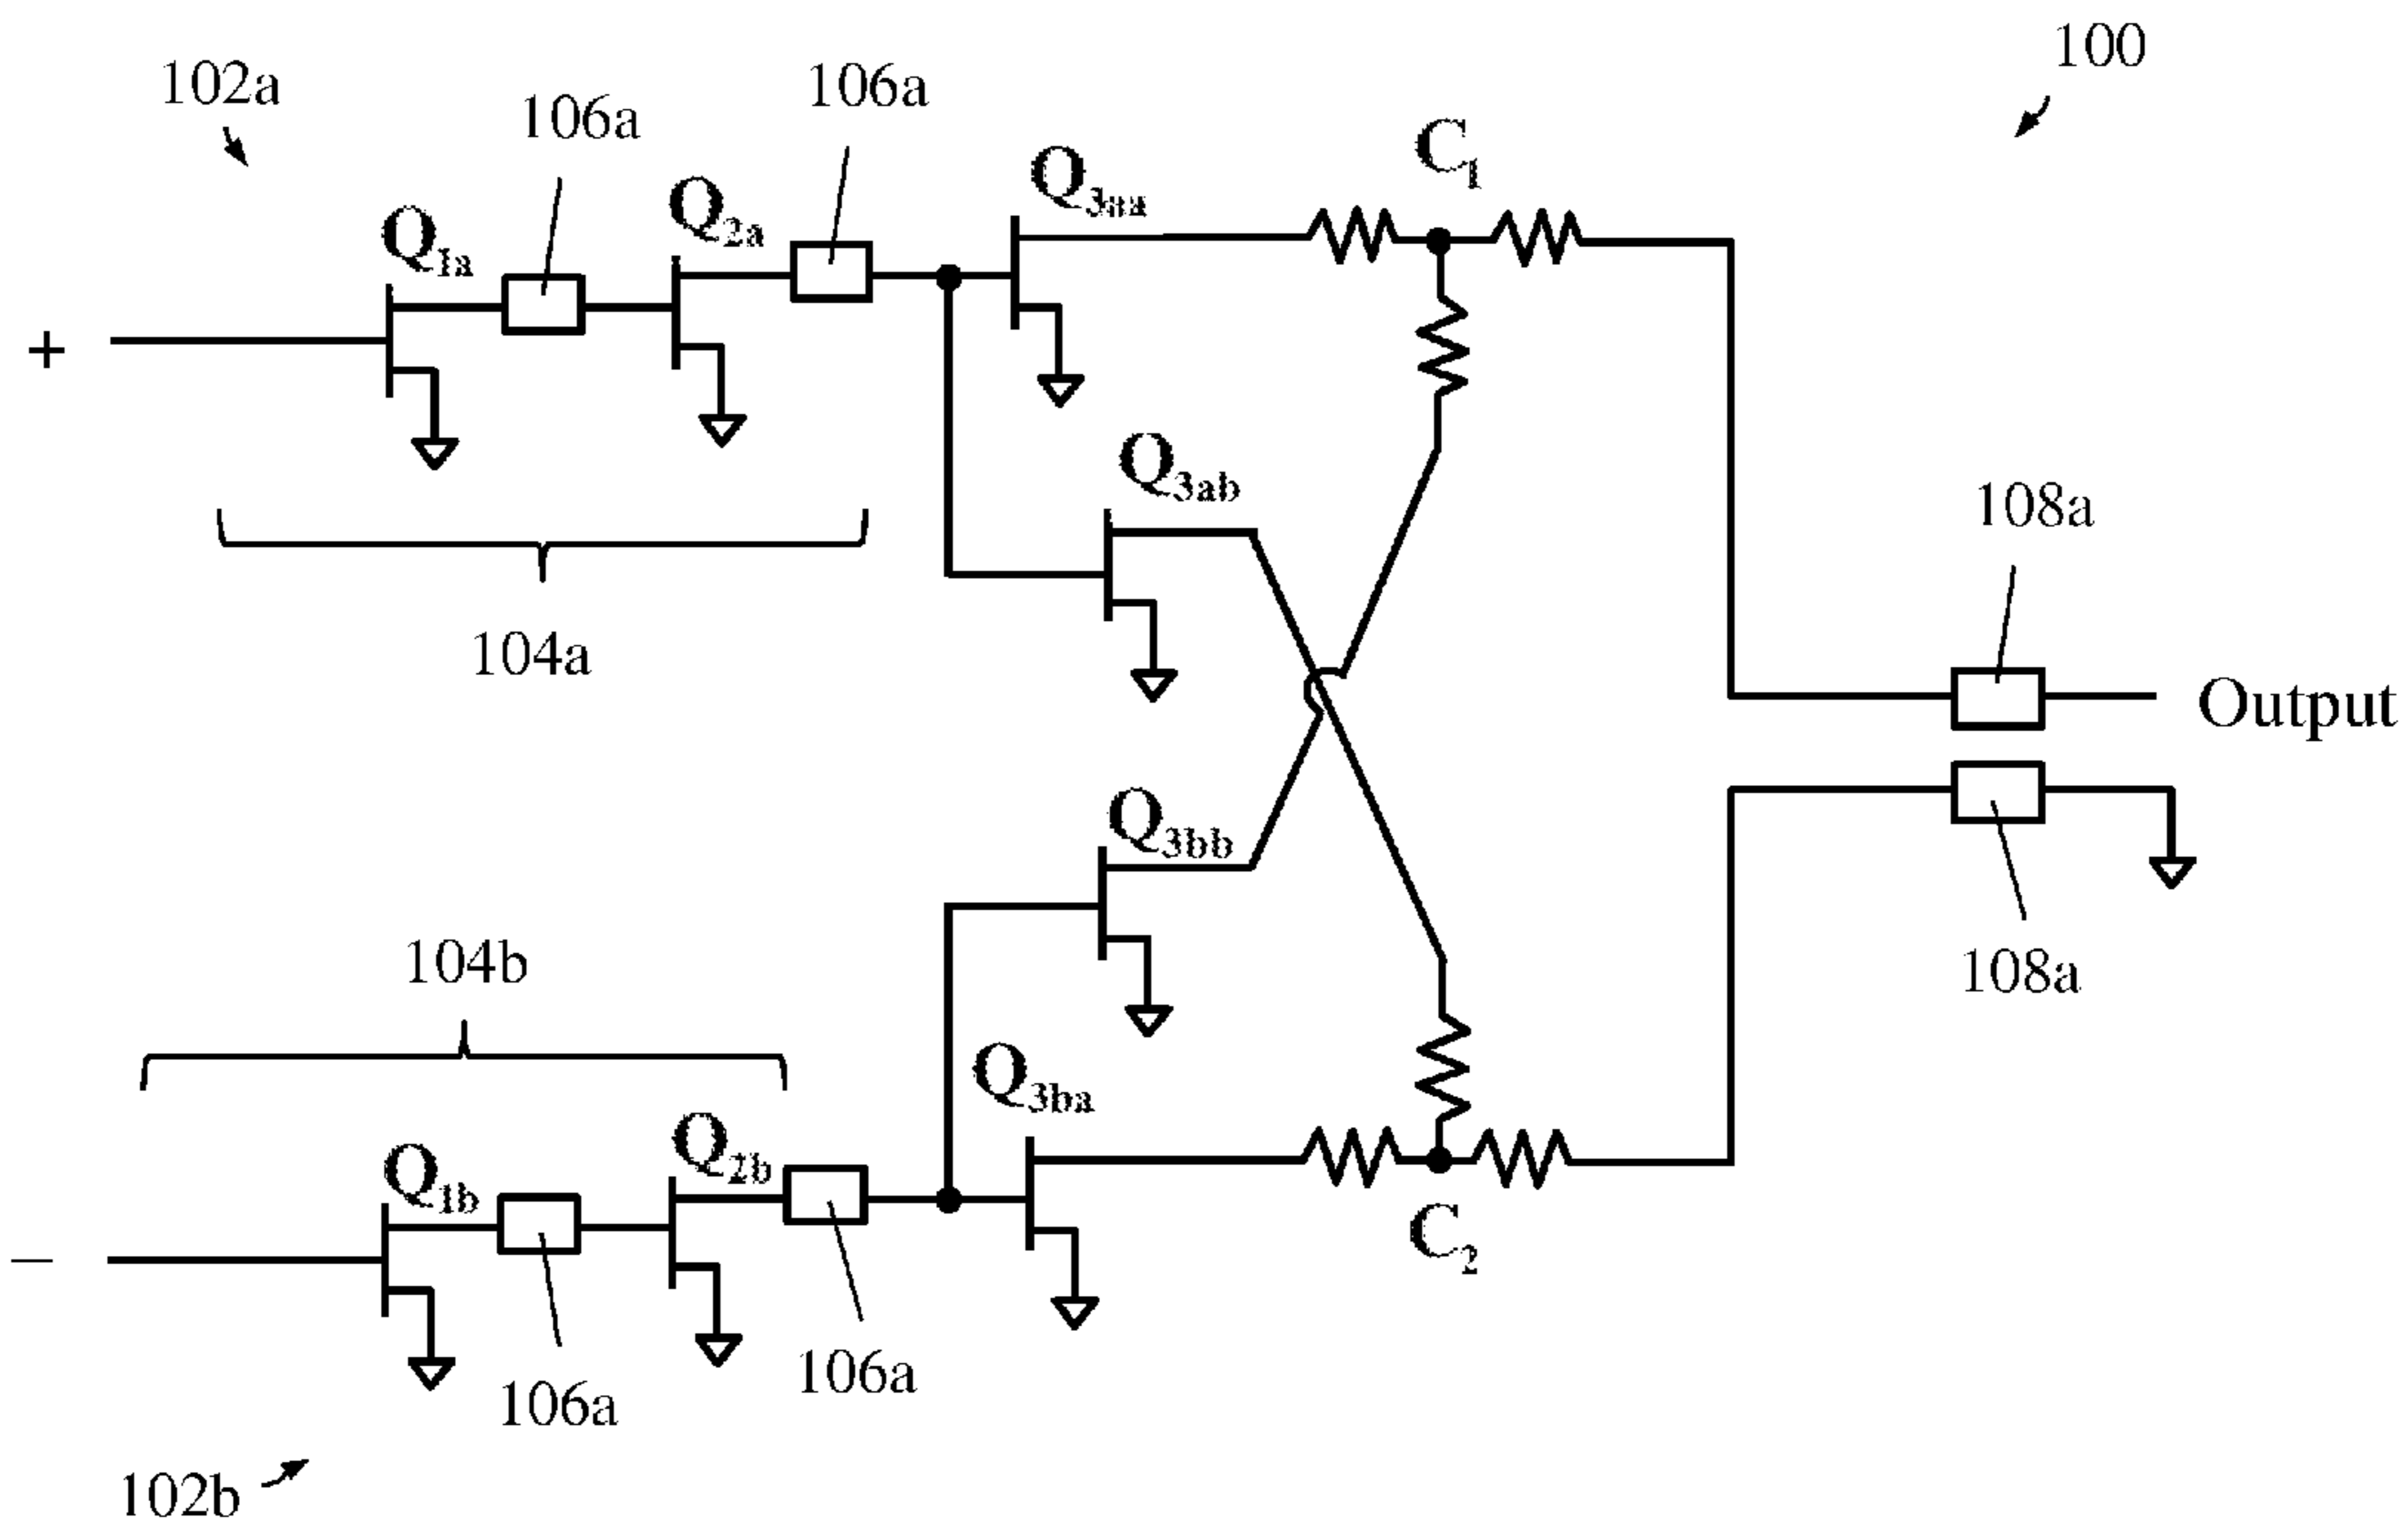 100
102a
106a
106a
C1
Q3aa
Q2a
Q1a
+
Q3ab
108a
104a
Output
Q3bb
104b
108a
Q3ba
Q2b
Q1b
C2
−
106a
106a
102b